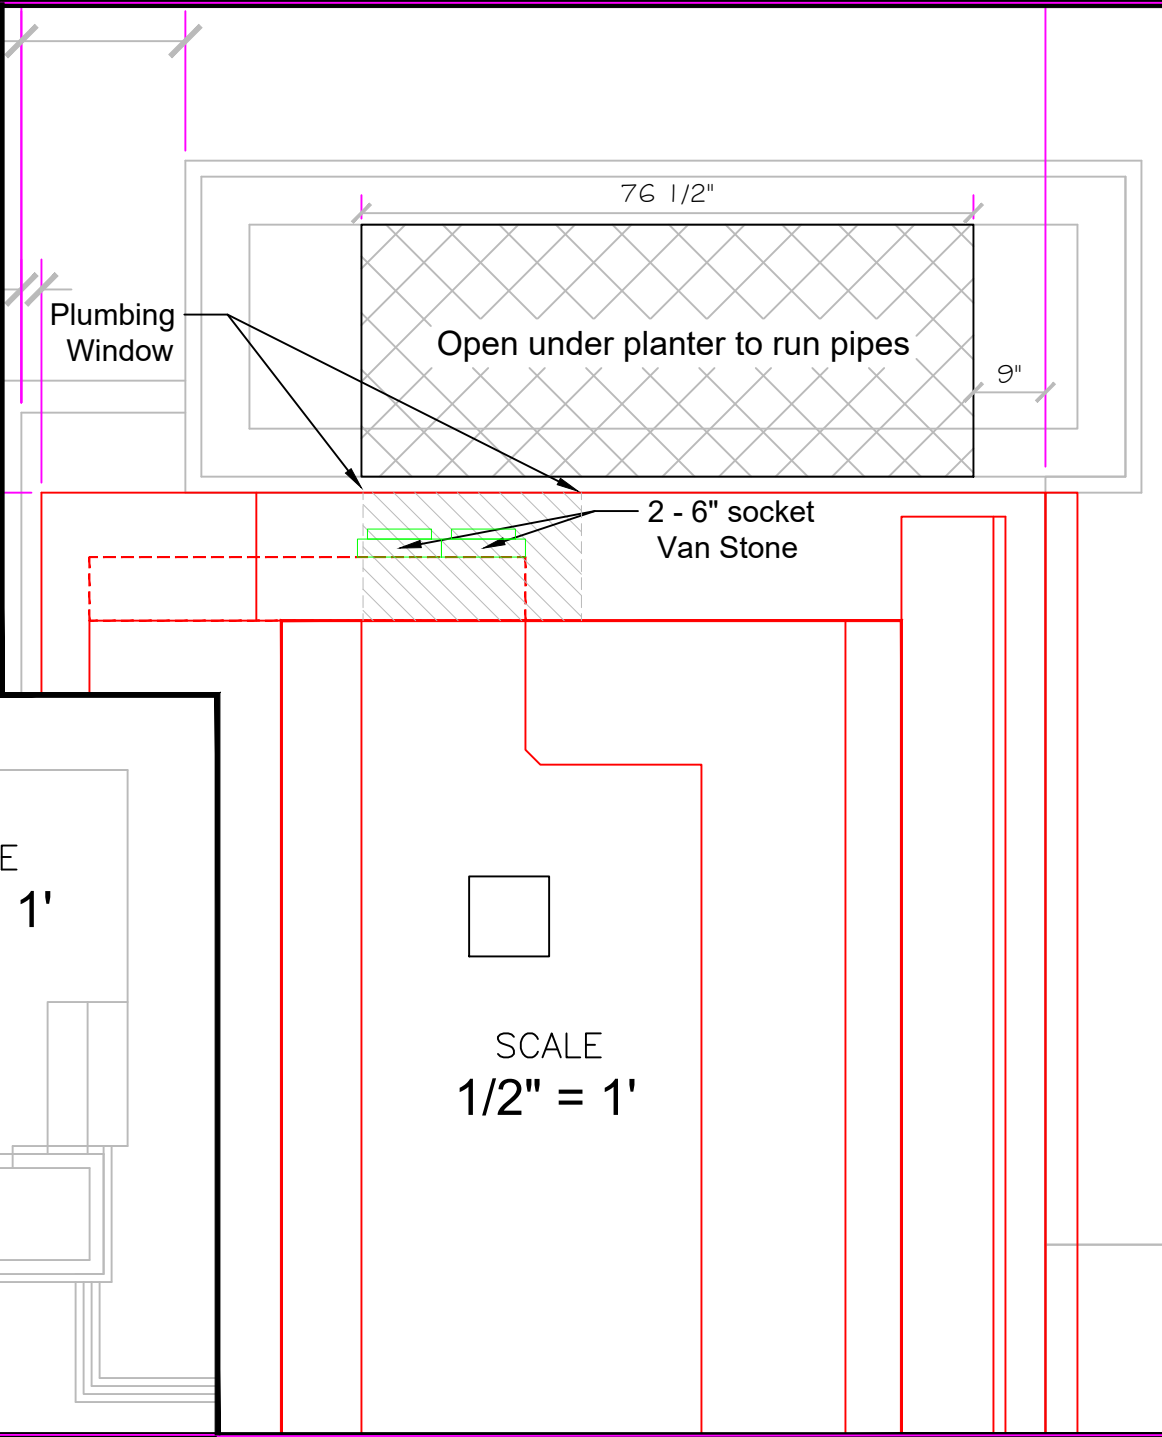 76 1/2"
Plumbing
Window
Open under planter to run pipes
9"
2 - 6" socket
Van Stone
E
1'
SCALE
1/2" = 1'